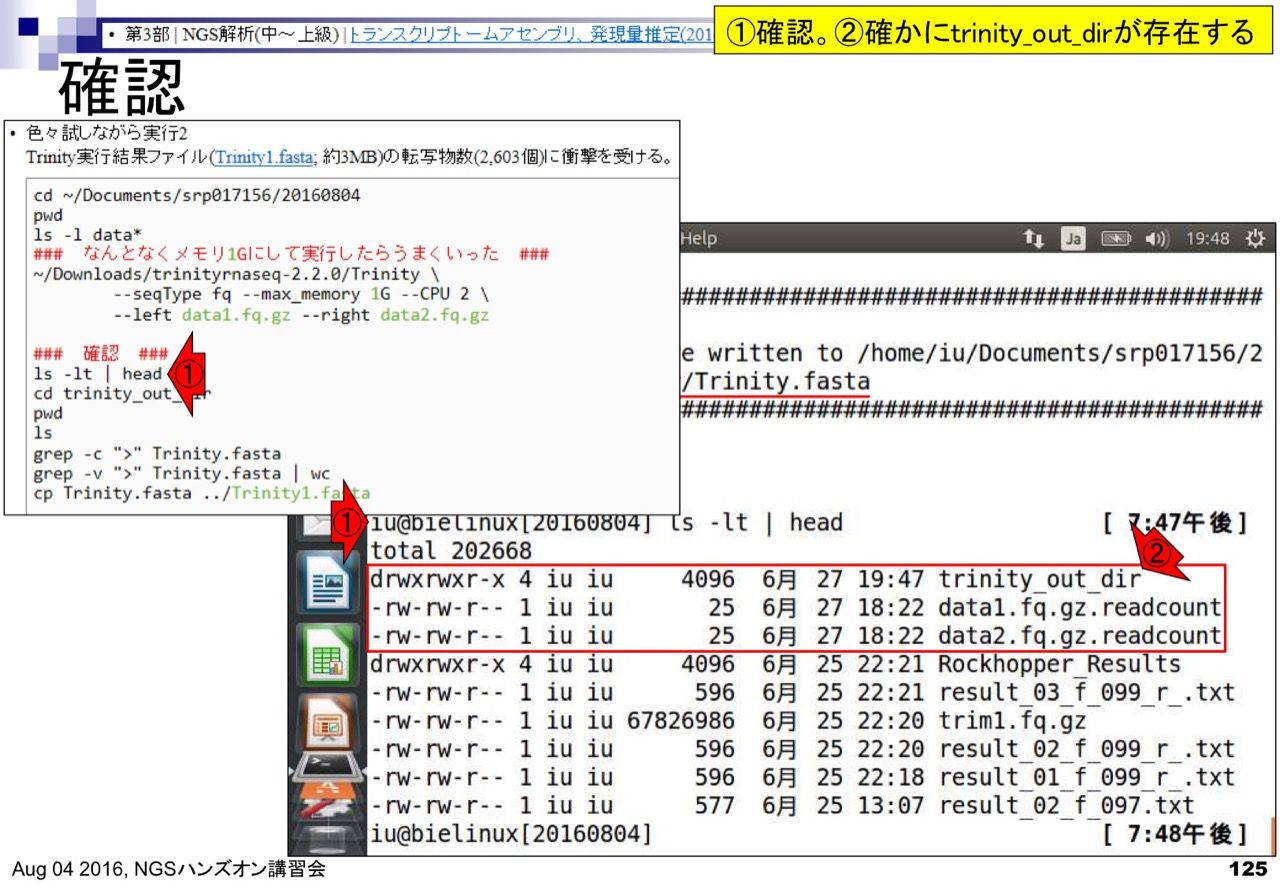 • 第3部 | NGS解析(中～上級) | トランスクリプトームアセンブリ、発現量推定(201
①確認。②確かにtrinity_out_dirが存在する
確認
• 色々試しながら実行2
Trinity実行結果ファイル(Trinity1.fasta; 約3MB)の転写物数(2,603個)に衝撃を受ける。
cd ~/Documents/srp017156/20160804
pwd
ls -l data*
### なんとなくメモリ1Gにして実行したらうまくいった ###
~/Downloads/trinityrnaseq-2.2.0/Trinity \
--seqType fq --max_memory 1G --CPU 2 \
--left data1.fq.gz --right data2.fq.gz
### 確認 ###
ls -lt | head
①
cd trinity_out_dir
pwd
ls
grep -c ">" Trinity.fasta
grep -v ">" Trinity.fasta | wc
cp Trinity.fasta ../Trinity1.fasta
Help Ja 19:48
###########################################
e written to /home/iu/Documents/srp017156/2
/Trinity.fasta
###########################################
①
iu@bielinux[20160804] ls -lt | head [ 7:47午後]
②
total 202668
drwxrwxr-x 4 iu iu 4096 6月 27 19:47 trinity_out_dir
-rw-rw-r-- 1 iu iu 25 6月 27 18:22 data1.fq.gz.readcount
-rw-rw-r-- 1 iu iu 25 6月 27 18:22 data2.fq.gz.readcount
drwxrwxr-x 4 iu iu 4096 6月 25 22:21 Rockhopper_Results
-rw-rw-r-- 1 iu iu 596 6月 25 22:21 result_03_f_099_r_.txt
-rw-rw-r-- 1 iu iu 67826986 6月 25 22:20 trim1.fq.gz
-rw-rw-r-- 1 iu iu 596 6月 25 22:20 result_02_f_099_r_.txt
-rw-rw-r-- 1 iu iu 596 6月 25 22:18 result_01_f_099_r_.txt
-rw-rw-r-- 1 iu iu 577 6月 25 13:07 result_02_f_097.txt
iu@bielinux[20160804] [ 7:48午後]
Aug 04 2016, NGSハンズオン講習会
125